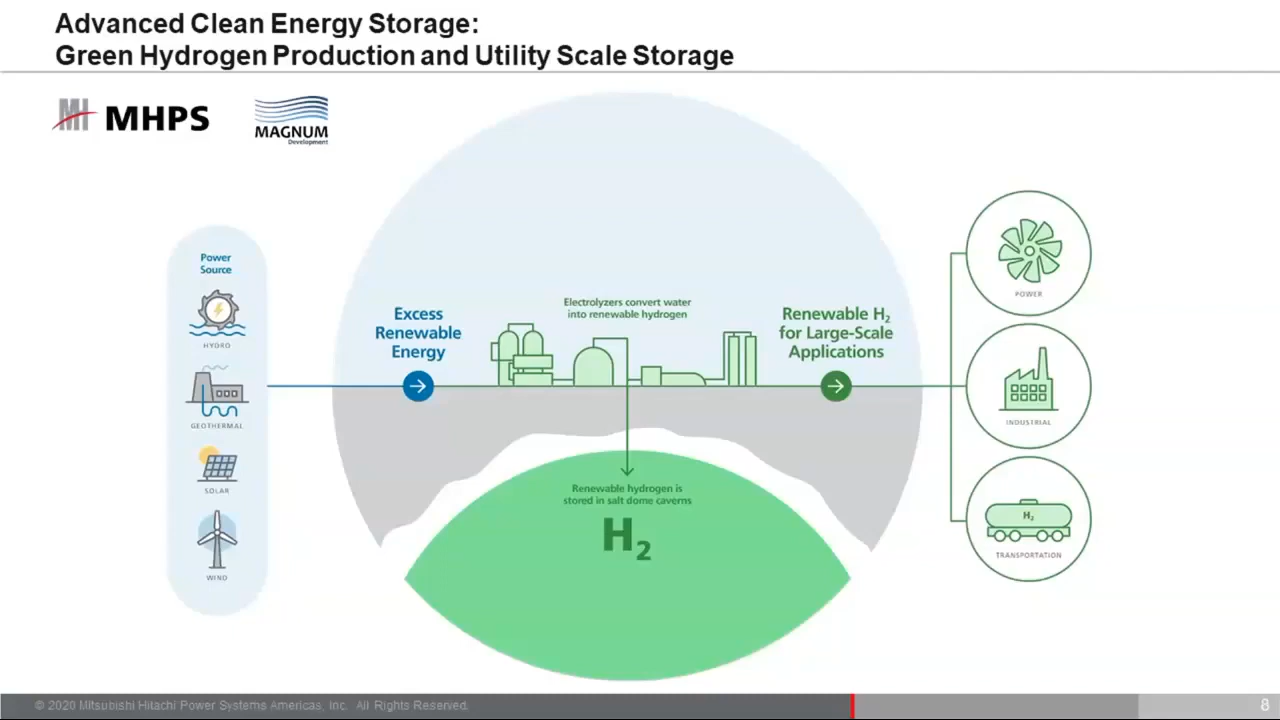 Advanced Clean Energy Storage:
Green Hydrogen Production and Utility Scale Storage
MHPS
MAGNUM
Development
Power
Source
HYDRO
GEOTHERMAL
SOLAR
WIND
Excess
Renewable
Energy
Electrolyzers convert water
into renewable hydrogen
Renewable H₂
for Large-Scale
Applications
Renewable hydrogen is
stored in salt dome caverns
H₂
POWER
INDUSTRIAL
H₂
TRANSPORTATION
© 2020 Mitsubishi Hitachi Power Systems Americas, Inc. All Rights Reserved.
8